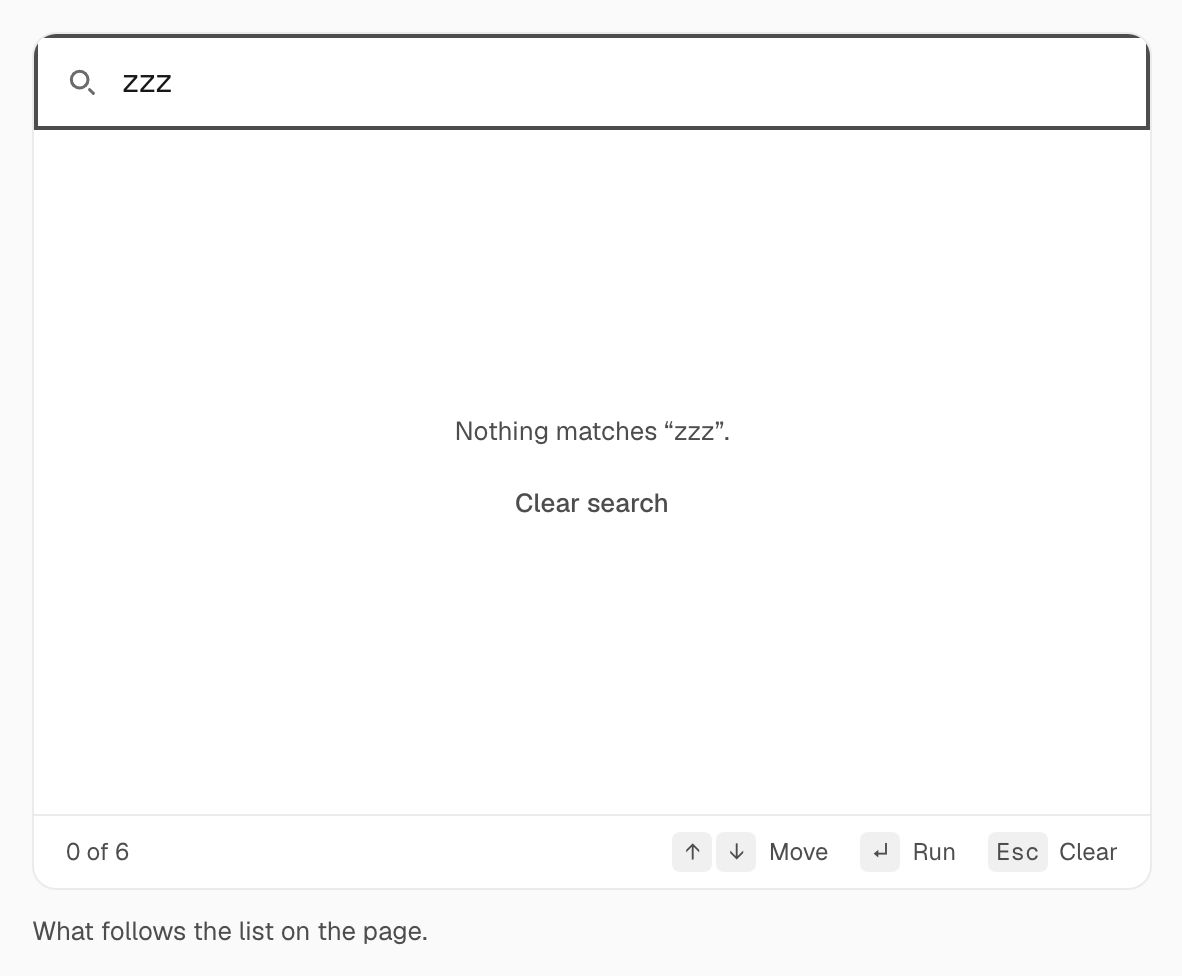 zzz
Nothing matches “zzz”.
Clear search
0 of 6
↑ ↓ Move ↵ Run Esc Clear
What follows the list on the page.